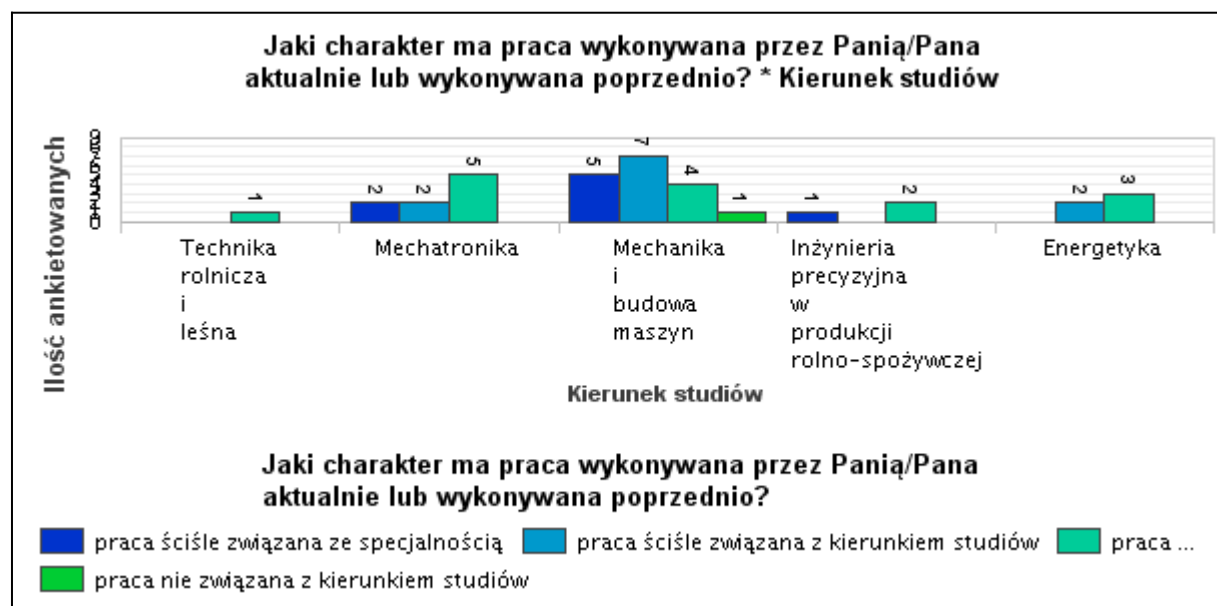 Jaki charakter ma praca wykonywana przez Panią/Pana
aktualnie lub wykonywana poprzednio? * Kierunek studiów
Ilość ankietowanych
9
0
1
2
2
5
5
7
4
1
1
2
2
3
Technika
rolnicza
i
leśna
Mechatronika
Mechanika
i
budowa
maszyn
Inżynieria
precyzyjna
w
produkcji
rolno-spożywczej
Energetyka
Kierunek studiów
Jaki charakter ma praca wykonywana przez Panią/Pana
aktualnie lub wykonywana poprzednio?
praca ściśle związana ze specjalnością praca ściśle związana z kierunkiem studiów praca ...
praca nie związana z kierunkiem studiów